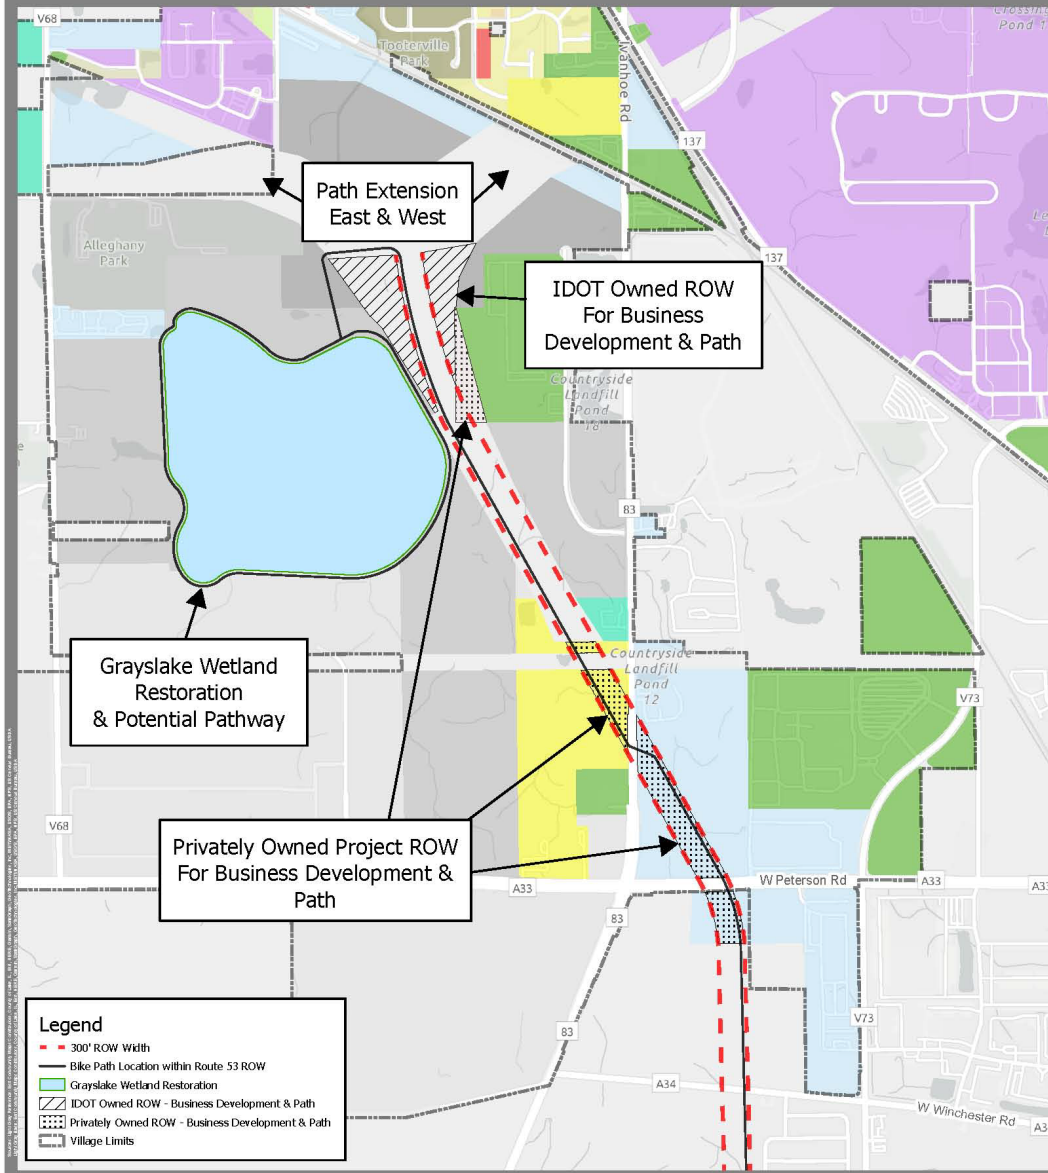 V68
Tooterville
Park
Ivanhoe Rd
Crossing
Pond 1
137
Path Extension
East & West
137
Alleghany
Park
IDOT Owned ROW
For Business
Development & Path
Countryside
Landfill
Pond
18
83
Grayslake Wetland
Restoration
& Potential Pathway
Countryside
Landfill
Pond
12
V73
V68
Privately Owned Project ROW
For Business Development &
Path
A33
W Peterson Rd
A33
A33
83
Legend
300' ROW Width
Bike Path Location within Route 53 ROW
Grayslake Wetland Restoration
IDOT Owned ROW - Business Development & Path
Privately Owned ROW - Business Development & Path
Village Limits
83
V73
A34
W Winchester Rd